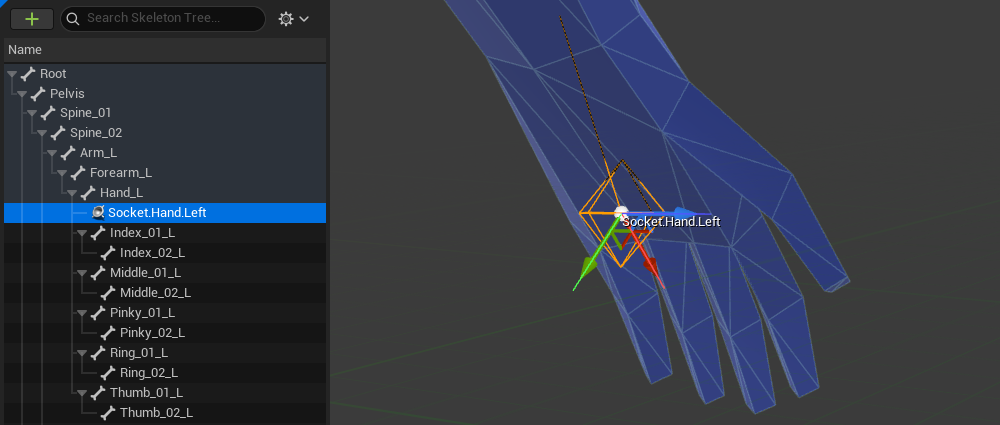 Search Skeleton Tree...
Name
Root
Pelvis
Spine_01
Spine_02
Arm_L
Forearm_L
Hand_L
Socket.Hand.Left
Index_01_L
Index_02_L
Middle_01_L
Middle_02_L
Pinky_01_L
Pinky_02_L
Ring_01_L
Ring_02_L
Thumb_01_L
Thumb_02_L
Socket.Hand.Left